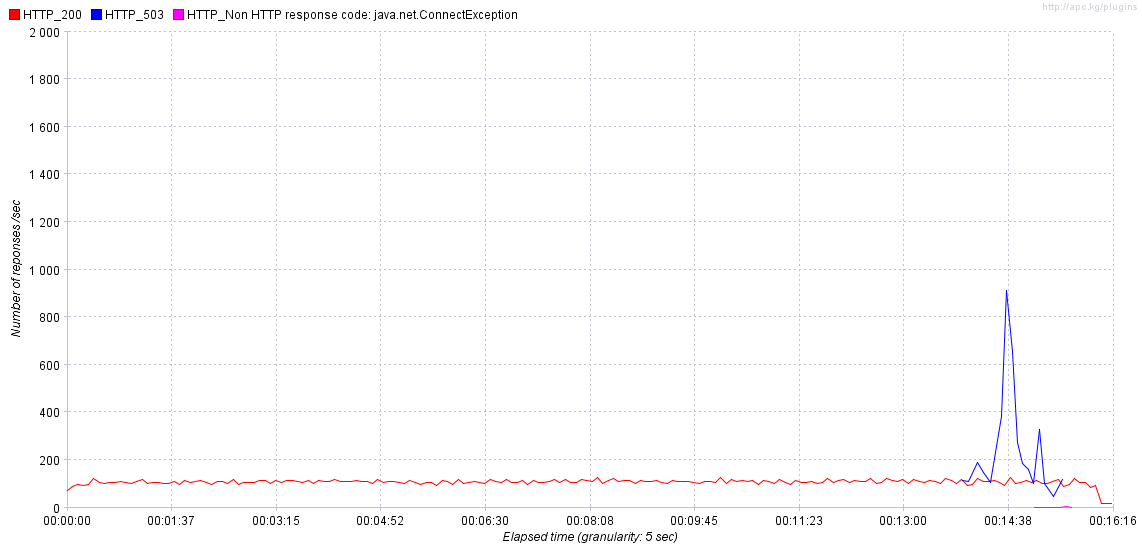 HTTP_200 HTTP_503 HTTP_Non HTTP response code: java.net.ConnectException
http://apc.kg/plugins
2 000
1 800
1 600
1 400
1 200
1 000
800
600
400
200
0
Number of reponses /sec
00:00:00 00:01:37 00:03:15 00:04:52 00:06:30 00:08:08 00:09:45 00:11:23 00:13:00 00:14:38 00:16:16
Elapsed time (granularity: 5 sec)